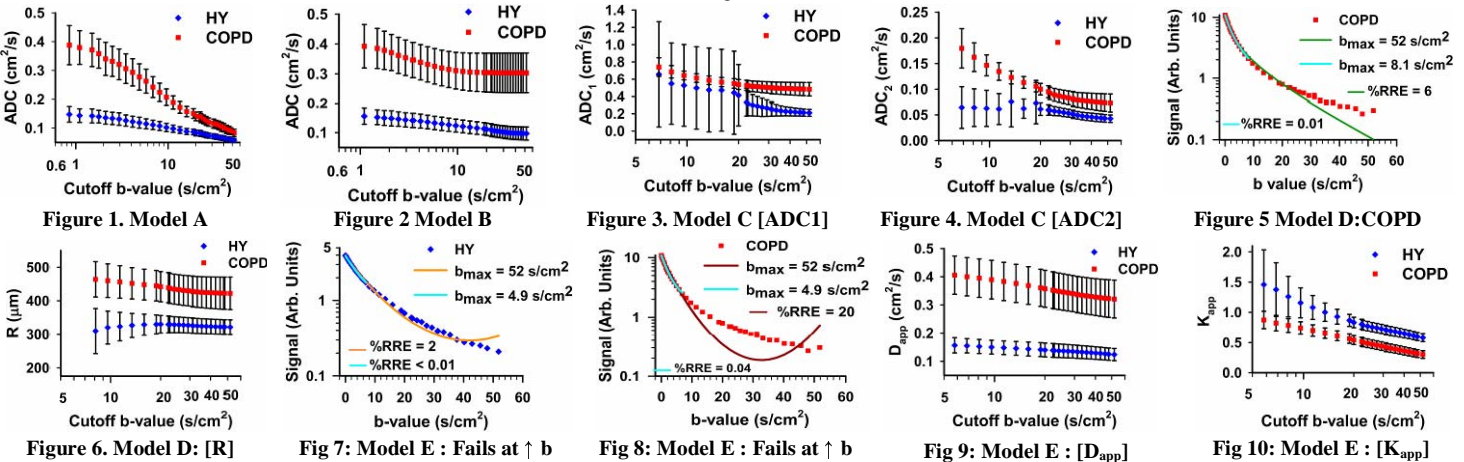 HY
COPD
ADC (cm²/s)
0.5
0.4
0.3
0.2
0.1
0.6 1 10 50
Cutoff b-value (s/cm²)
Figure 1. Model A
HY
COPD
ADC (cm²/s)
0.5
0.4
0.3
0.2
0.1
0.6 1 10 50
Cutoff b-value (s/cm²)
Figure 2 Model B
HY
COPD
ADC₁ (cm²/s)
1.4
1.2
1.0
0.8
0.6
0.4
0.2
0.0
5 10 20 30 40 50
Cutoff b-value (s/cm²)
Figure 3. Model C [ADC1]
HY
COPD
ADC₂ (cm²/s)
0.25
0.20
0.15
0.10
0.05
0.00
5 10 20 30 40 50
Cutoff b-value (s/cm²)
Figure 4. Model C [ADC2]
COPD
bmax = 52 s/cm²
bmax = 8.1 s/cm²
%RRE = 6
%RRE = 0.01
Signal (Arb. Units)
10
1
0.1
0 10 20 30 40 50 60
b value (s/cm²)
Figure 5 Model D:COPD
HY
COPD
R (μm)
500
400
300
200
5 10 20 30 40 50
Cutoff b-value (s/cm²)
Figure 6. Model D: [R]
HY
bmax = 52 s/cm²
bmax = 4.9 s/cm²
%RRE = 2
%RRE < 0.01
Signal (Arb. Units)
5
1
0.1
0 10 20 30 40 50 60
b-value (s/cm²)
Fig 7: Model E : Fails at ↑ b
COPD
bmax = 52 s/cm²
bmax = 4.9 s/cm²
%RRE = 20
%RRE = 0.04
Signal (Arb. Units)
10
1
0.1
0 10 20 30 40 50 60
b-value (s/cm²)
Fig 8: Model E : Fails at ↑ b
HY
COPD
Dapp (cm²/s)
0.5
0.4
0.3
0.2
0.1
5 10 20 30 40 50
Cutoff b-value (s/cm²)
Fig 9: Model E : [Dapp]
HY
COPD
Kapp
2.0
1.5
1.0
0.5
0.0
5 10 20 30 40 50
Cutoff b-value (s/cm²)
Fig 10: Model E : [Kapp]